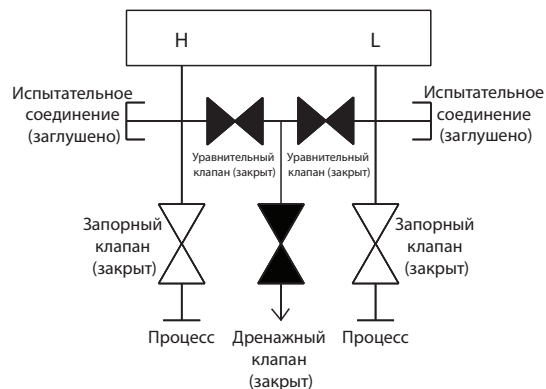 H
L
Испытательное
соединение
(заглушено)
Испытательное
соединение
(заглушено)
Уравнительный
клапан (закрыт)
Уравнительный
клапан (закрыт)
Запорный
клапан
(закрыт)
Запорный
клапан
(закрыт)
Процесс
Дренажный
клапан
(закрыт)
Процесс